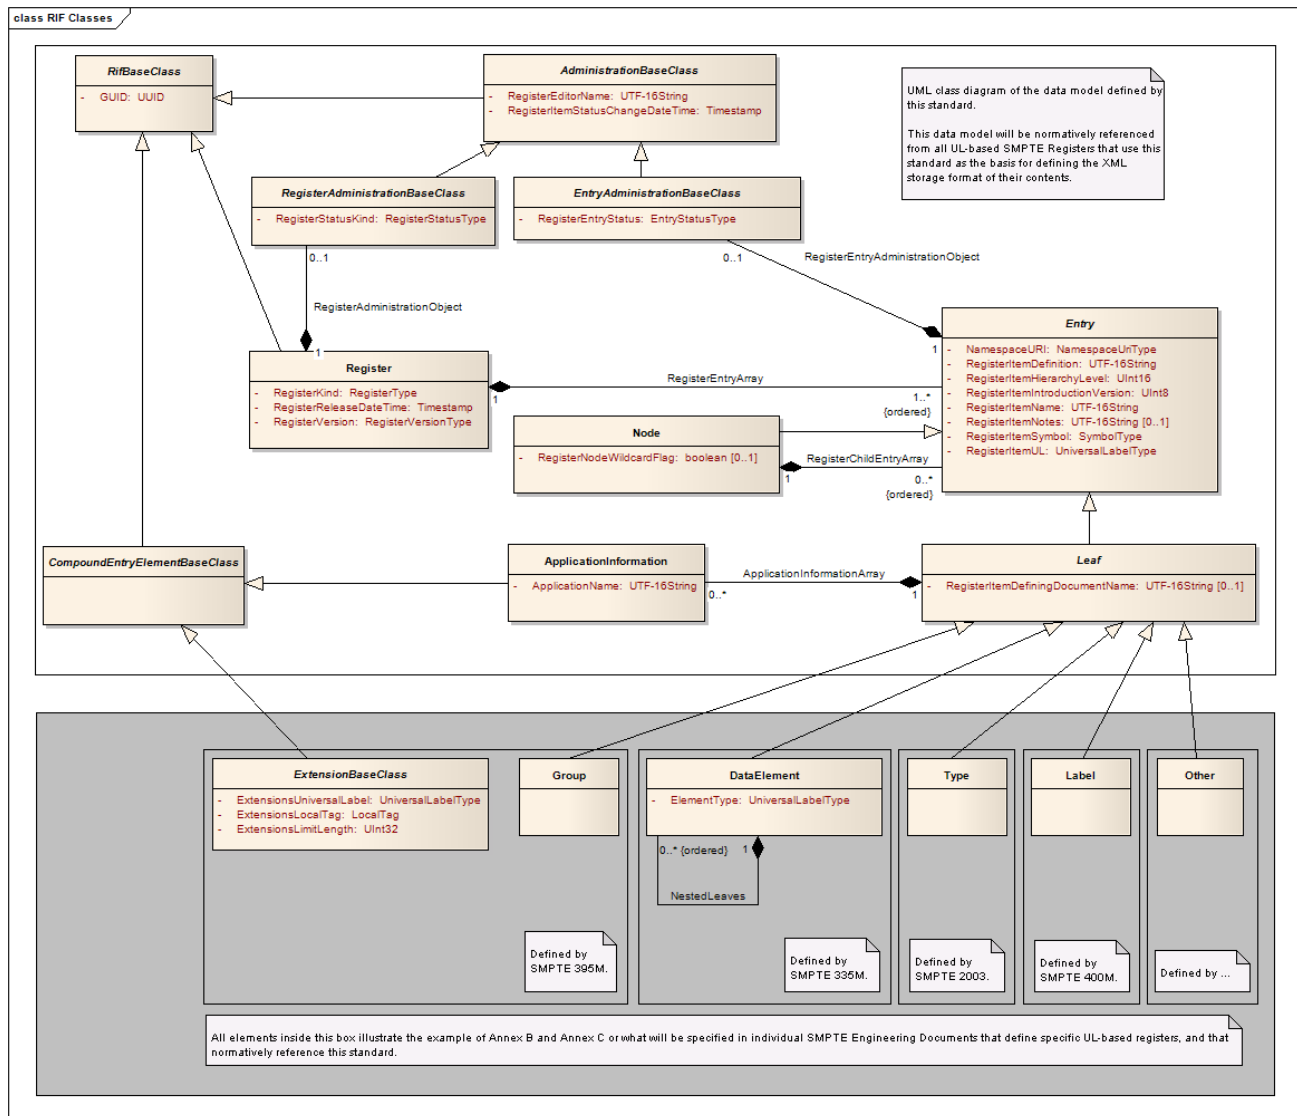 class RIF Classes
RifBaseClass
- GUID: UUID
AdministrationBaseClass
- RegisterEditorName: UTF-16String
- RegisterItemStatusChangeDateTime: Timestamp
UML class diagram of the data model defined by
this standard.
This data model will be normatively referenced
from all UL-based SMPTE Registers that use this
standard as the basis for defining the XML
storage format of their contents.
RegisterAdministrationBaseClass
- RegisterStatusKind: RegisterStatusType
EntryAdministrationBaseClass
- RegisterEntryStatus: EntryStatusType
0..1
0..1
RegisterEntryAdministrationObject
RegisterAdministrationObject
1
1
Entry
- NamespaceURI: NamespaceUriType
- RegisterItemDefinition: UTF-16String
- RegisterItemHierarchyLevel: UInt16
- RegisterItemIntroductionVersion: UInt8
- RegisterItemName: UTF-16String
- RegisterItemNotes: UTF-16String [0..1]
- RegisterItemSymbol: SymbolType
- RegisterItemUL: UniversalLabelType
Register
- RegisterKind: RegisterType
- RegisterReleaseDateTime: Timestamp
- RegisterVersion: RegisterVersionType
RegisterEntryArray
1
1..*
{ordered}
Node
- RegisterNodeWildcardFlag: boolean [0..1]
RegisterChildEntryArray
1
0..*
{ordered}
CompoundEntryElementBaseClass
ApplicationInformation
- ApplicationName: UTF-16String
ApplicationInformationArray
0..*
1
Leaf
- RegisterItemDefiningDocumentName: UTF-16String [0..1]
ExtensionBaseClass
- ExtensionsUniversalLabel: UniversalLabelType
- ExtensionsLocalTag: LocalTag
- ExtensionsLimitLength: UInt32
Group
DataElement
- ElementType: UniversalLabelType
0..* {ordered}
1
NestedLeaves
Type
Label
Other
Defined by
SMPTE 395M.
Defined by
SMPTE 335M.
Defined by
SMPTE 2003.
Defined by
SMPTE 400M.
Defined by ...
All elements inside this box illustrate the example of Annex B and Annex C or what will be specified in individual SMPTE Engineering Documents that define specific UL-based registers, and that
normatively reference this standard.